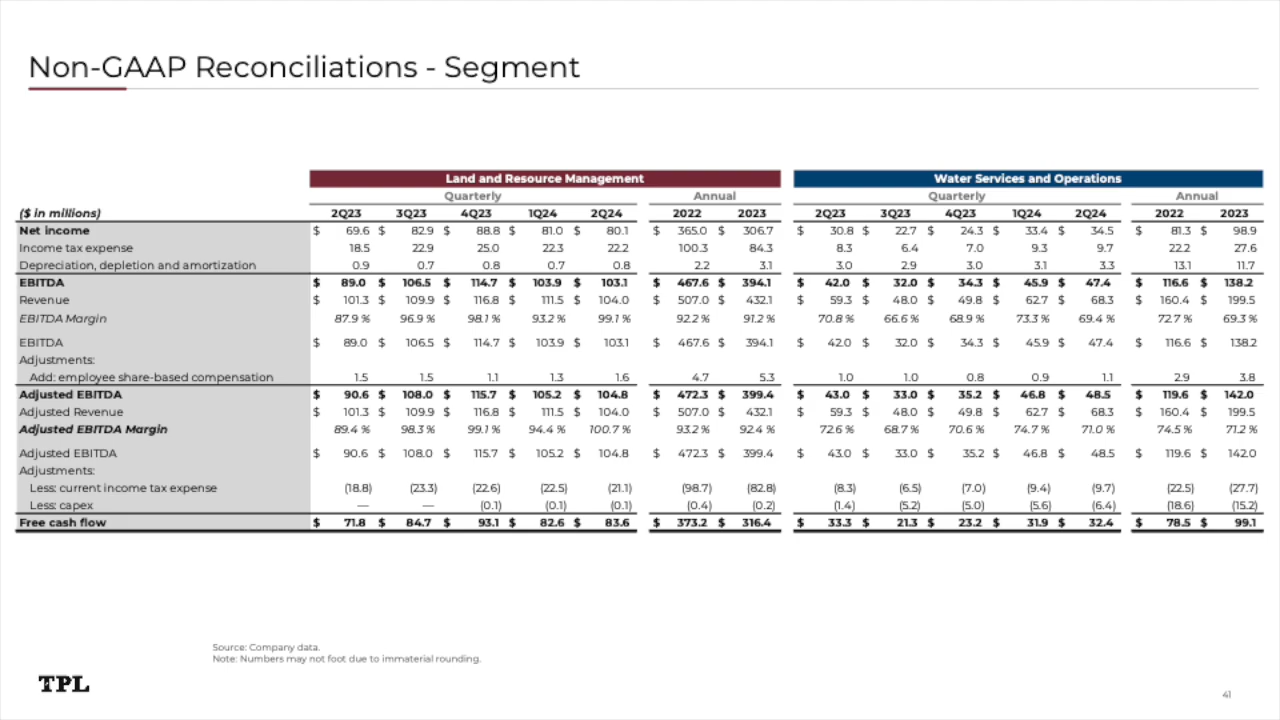 Non-GAAP Reconciliations - Segment
Land and Resource Management Water Services and Operations
Quarterly Annual Quarterly Annual
($ in millions) 2Q23 3Q23 4Q23 1Q24 2Q24 2022 2023 2Q23 3Q23 4Q23 1Q24 2Q24 2022 2023
Net income $ 69.6 $ 82.9 $ 88.8 $ 81.0 $ 80.1 $ 365.0 $ 306.7 $ 30.8 $ 22.7 $ 24.3 $ 33.4 $ 34.5 $ 81.3 $ 98.9
Income tax expense 18.5 22.9 25.0 22.3 22.2 100.3 84.3 8.3 6.4 7.0 9.3 9.7 22.2 27.6
Depreciation, depletion and amortization 0.9 0.7 0.8 0.7 0.8 2.2 3.1 3.0 2.9 3.0 3.1 3.3 13.1 11.7
EBITDA $ 89.0 $ 106.5 $ 114.7 $ 103.9 $ 103.1 $ 467.6 $ 394.1 $ 42.0 $ 32.0 $ 34.3 $ 45.9 $ 47.4 $ 116.6 $ 138.2
Revenue $ 101.3 $ 109.9 $ 116.8 $ 111.5 $ 104.0 $ 507.0 $ 432.1 $ 59.3 $ 48.0 $ 49.8 $ 62.7 $ 68.3 $ 160.4 $ 199.5
EBITDA Margin 87.9 % 96.9 % 98.1 % 93.2 % 99.1 % 92.2 % 91.2 % 70.8 % 66.6 % 68.9 % 73.3 % 69.4 % 72.7 % 69.3 %
EBITDA $ 89.0 $ 106.5 $ 114.7 $ 103.9 $ 103.1 $ 467.6 $ 394.1 $ 42.0 $ 32.0 $ 34.3 $ 45.9 $ 47.4 $ 116.6 $ 138.2
Adjustments:
Add: employee share-based compensation 1.5 1.5 1.1 1.3 1.6 4.7 5.3 1.0 1.0 0.8 0.9 1.1 2.9 3.8
Adjusted EBITDA $ 90.6 $ 108.0 $ 115.7 $ 105.2 $ 104.8 $ 472.3 $ 399.4 $ 43.0 $ 33.0 $ 35.2 $ 46.8 $ 48.5 $ 119.6 $ 142.0
Adjusted Revenue $ 101.3 $ 109.9 $ 116.8 $ 111.5 $ 104.0 $ 507.0 $ 432.1 $ 59.3 $ 48.0 $ 49.8 $ 62.7 $ 68.3 $ 160.4 $ 199.5
Adjusted EBITDA Margin 89.4 % 98.3 % 99.1 % 94.4 % 100.7 % 93.2 % 92.4 % 72.6 % 68.7 % 70.6 % 74.7 % 71.0 % 74.5 % 71.2 %
Adjusted EBITDA $ 90.6 $ 108.0 $ 115.7 $ 105.2 $ 104.8 $ 472.3 $ 399.4 $ 43.0 $ 33.0 $ 35.2 $ 46.8 $ 48.5 $ 119.6 $ 142.0
Adjustments:
Less: current income tax expense (18.8) (23.3) (22.6) (22.5) (21.1) (98.7) (82.8) (8.3) (6.5) (7.0) (9.4) (9.7) (22.5) (27.7)
Less: capex — — (0.1) (0.1) (0.1) (0.4) (0.2) (1.4) (5.2) (5.0) (5.6) (6.4) (18.6) (15.2)
Free cash flow $ 71.8 $ 84.7 $ 93.1 $ 82.6 $ 83.6 $ 373.2 $ 316.4 $ 33.3 $ 21.3 $ 23.2 $ 31.9 $ 32.4 $ 78.5 $ 99.1
Source: Company data.
Note: Numbers may not foot due to immaterial rounding.
TPL
41